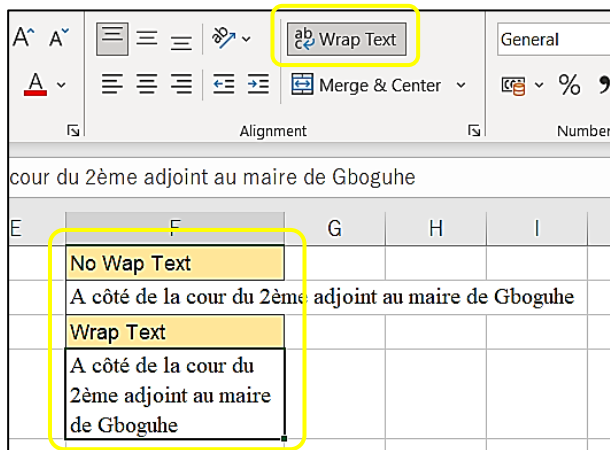 A^ A˅ ab Wrap Text General
A Merge & Center % 9
Alignment Number
cour du 2ème adjoint au maire de Gboguhe
E F G H I
No Wap Text
A côté de la cour du 2ème adjoint au maire de Gboguhe
Wrap Text
A côté de la cour du
2ème adjoint au maire
de Gboguhe